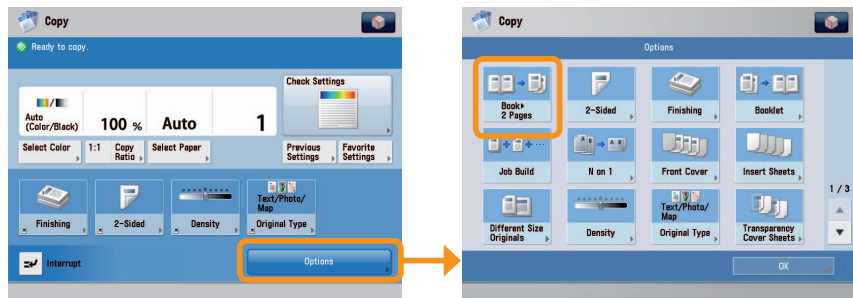 Copy
Ready to copy.
Check Settings
Auto
(Color/Black)
100 %
Auto
1
Select Color
1:1
Copy
Ratio
Select Paper
Previous
Settings
Favorite
Settings
Finishing
2-Sided
Density
Text/Photo/
Map
Original Type
Interrupt
Options
Copy
Options
Book▸
2 Pages
2-Sided
Finishing
Booklet
Job Build
N on 1
Front Cover
Insert Sheets
Different Size
Originals
Density
Text/Photo/
Map
Original Type
Transparency
Cover Sheets
1 / 3
OK